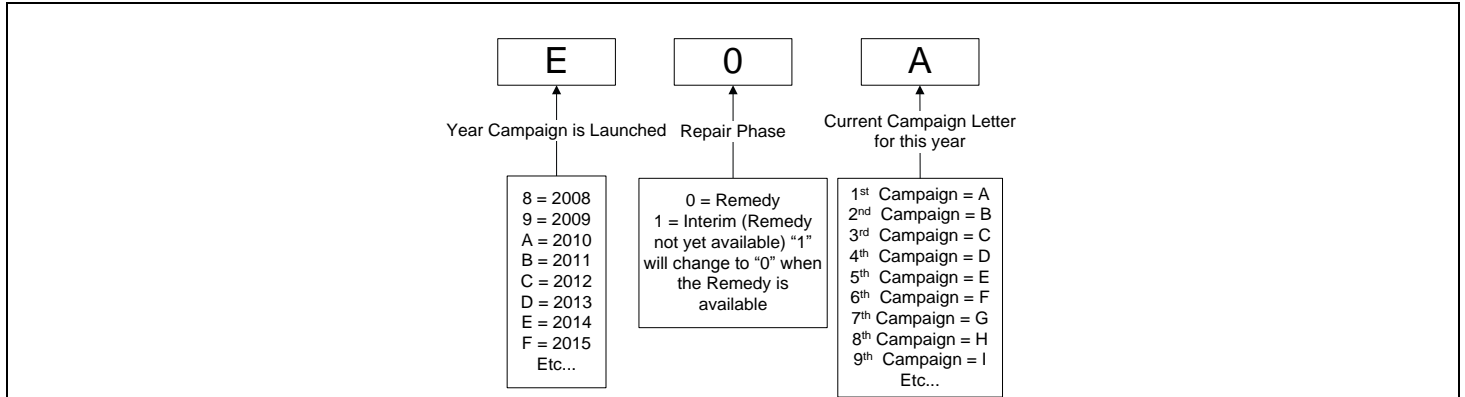 E
0
A
Year Campaign is Launched
Repair Phase
Current Campaign Letter
for this year
8 = 2008
9 = 2009
A = 2010
B = 2011
C = 2012
D = 2013
E = 2014
F = 2015
Etc...
0 = Remedy
1 = Interim (Remedy
not yet available) “1”
will change to “0” when
the Remedy is
available
1st Campaign = A
2nd Campaign = B
3rd Campaign = C
4th Campaign = D
5th Campaign = E
6th Campaign = F
7th Campaign = G
8th Campaign = H
9th Campaign = I
Etc...